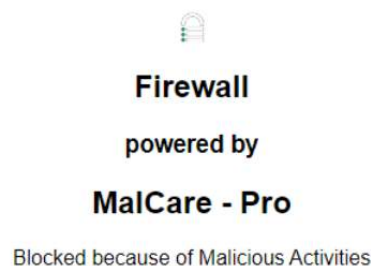 Firewall
powered by
MalCare - Pro
Blocked because of Malicious Activities